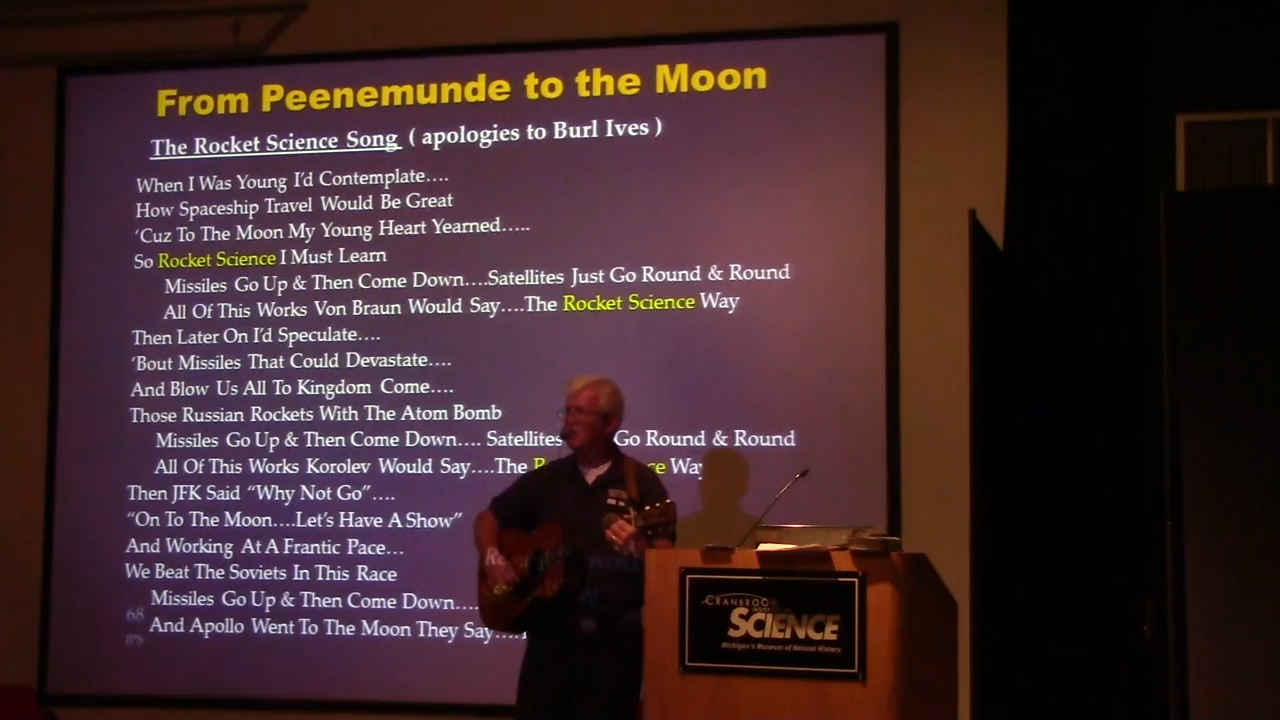 From Peenemunde to the Moon
The Rocket Science Song ( apologies to Burl Ives )
When I Was Young I'd Contemplate….
How Spaceship Travel Would Be Great
'Cuz To The Moon My Young Heart Yearned…..
So Rocket Science I Must Learn
Missiles Go Up & Then Come Down….Satellites Just Go Round & Round
All Of This Works Von Braun Would Say….The Rocket Science Way
Then Later On I'd Speculate….
'Bout Missiles That Could Devastate….
And Blow Us All To Kingdom Come….
Those Russian Rockets With The Atom Bomb
Missiles Go Up & Then Come Down…. Satellites Go Round & Round
All Of This Works Korolev Would Say….The Way
Then JFK Said "Why Not Go"….
"On To The Moon….Let's Have A Show"
And Working At A Frantic Pace…
We Beat The Soviets In This Race
Missiles Go Up & Then Come Down….
68 And Apollo Went To The Moon They Say…..
CRANBROOK
SCIENCE
Michigan's Museum of Natural History